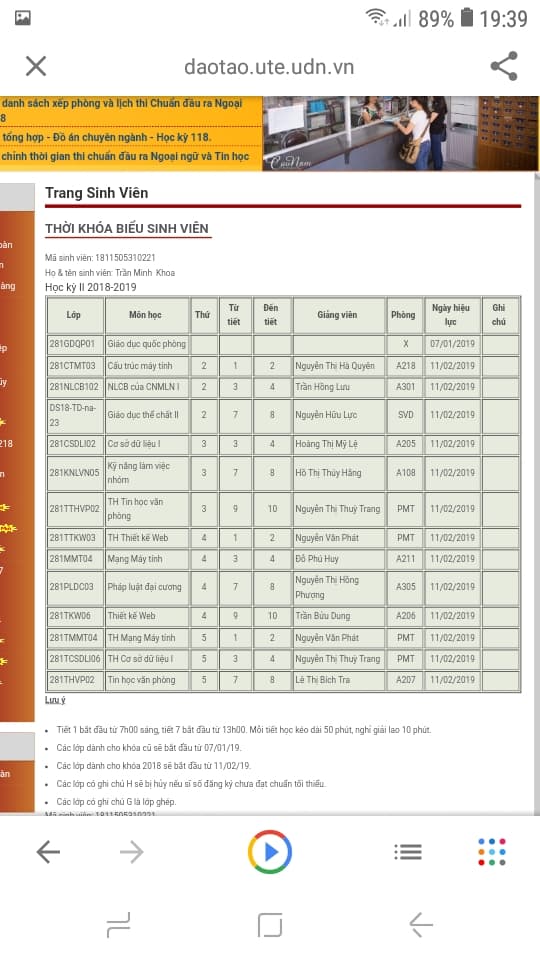 89% 19:39
daotao.ute.udn.vn
danh sách xếp phòng và lịch thi Chuẩn đầu ra Ngoại
8
tổng hợp - Đồ án chuyên ngành - Học kỳ 118.
chỉnh thời gian thi chuẩn đầu ra Ngoại ngữ và Tin học
Trang Sinh Viên
THỜI KHÓA BIỂU SINH VIÊN
Mã sinh viên: 1811505310221
Họ & tên sinh viên: Trần Minh Khoa
Học kỳ II 2018-2019
Lớp Môn học Thứ Từ tiết Đến tiết Giảng viên Phòng Ngày hiệu lực Ghi chú
281GDQP01 Giáo dục quốc phòng X 07/01/2019
281CTMT03 Cấu trúc máy tính 2 1 2 Nguyễn Thị Hà Quyên A218 11/02/2019
281NLCB102 NLCB của CNMLN I 2 3 4 Trần Hồng Lưu A301 11/02/2019
DS18-TD-na-23 Giáo dục thể chất II 2 7 8 Nguyễn Hữu Lực SVD 11/02/2019
281CSDLI02 Cơ sở dữ liệu I 3 3 4 Hoàng Thị Mỹ Lệ A205 11/02/2019
281KNLVN05 Kỹ năng làm việc nhóm 3 7 8 Hồ Thị Thúy Hằng A108 11/02/2019
281TTHVP02 TH Tin học văn phòng 3 9 10 Nguyễn Thị Thuỳ Trang PMT 11/02/2019
281TTKW03 TH Thiết kế Web 4 1 2 Nguyễn Văn Phát PMT 11/02/2019
281MMT04 Mạng Máy tính 4 3 4 Đỗ Phú Huy A211 11/02/2019
281PLDC03 Pháp luật đại cương 4 7 8 Nguyễn Thị Hồng Phượng A305 11/02/2019
281TKW06 Thiết kế Web 4 9 10 Trần Bửu Dung A206 11/02/2019
281TMMT04 TH Mạng Máy tính 5 1 2 Nguyễn Văn Phát PMT 11/02/2019
281TCSDLI06 TH Cơ sở dữ liệu I 5 3 4 Nguyễn Thị Thuỳ Trang PMT 11/02/2019
281THVP02 Tin học văn phòng 5 7 8 Lê Thị Bích Tra A207 11/02/2019
Lưu ý
Tiết 1 bắt đầu từ 7h00 sáng, tiết 7 bắt đầu từ 13h00. Mỗi tiết học kéo dài 50 phút, nghỉ giải lao 10 phút.
Các lớp dành cho khóa cũ sẽ bắt đầu từ 07/01/19.
Các lớp dành cho khóa 2018 sẽ bắt đầu từ 11/02/19.
Các lớp có ghi chú H sẽ bị hủy nếu sĩ số đăng ký chưa đạt chuẩn tối thiểu.
Các lớp có ghi chú G là lớp ghép.
Mã sinh viên: 1811505310221